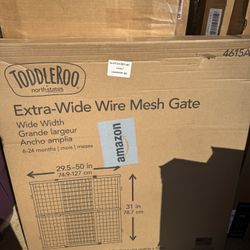 4615A
TODDLEROO
northstates
Extra-Wide Wire Mesh Gate
Wide Width
Grande largeur
Ancho amplia
6-24 months | mois | meses
amazon
29.5–50 in
74.9-127 cm
31 in
78.7 cm